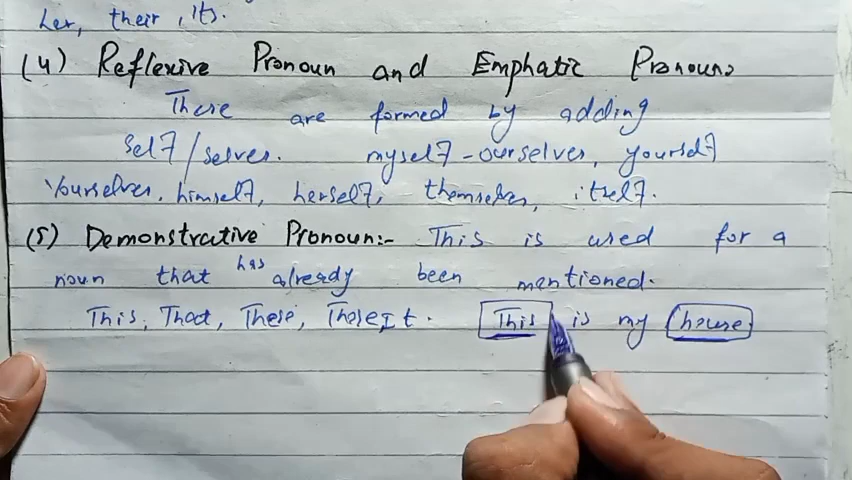 her, their, its.
(4) Reflexive Pronoun and Emphatic Pronoun:
These are formed by adding
self/selves. myself - ourselves, yourself
Yourselves, himself, herself, themselves, itself.
(5) Demonstrative Pronoun:- This is used for a
noun that has already been mentioned.
This, That, These, Those, It. This is my house